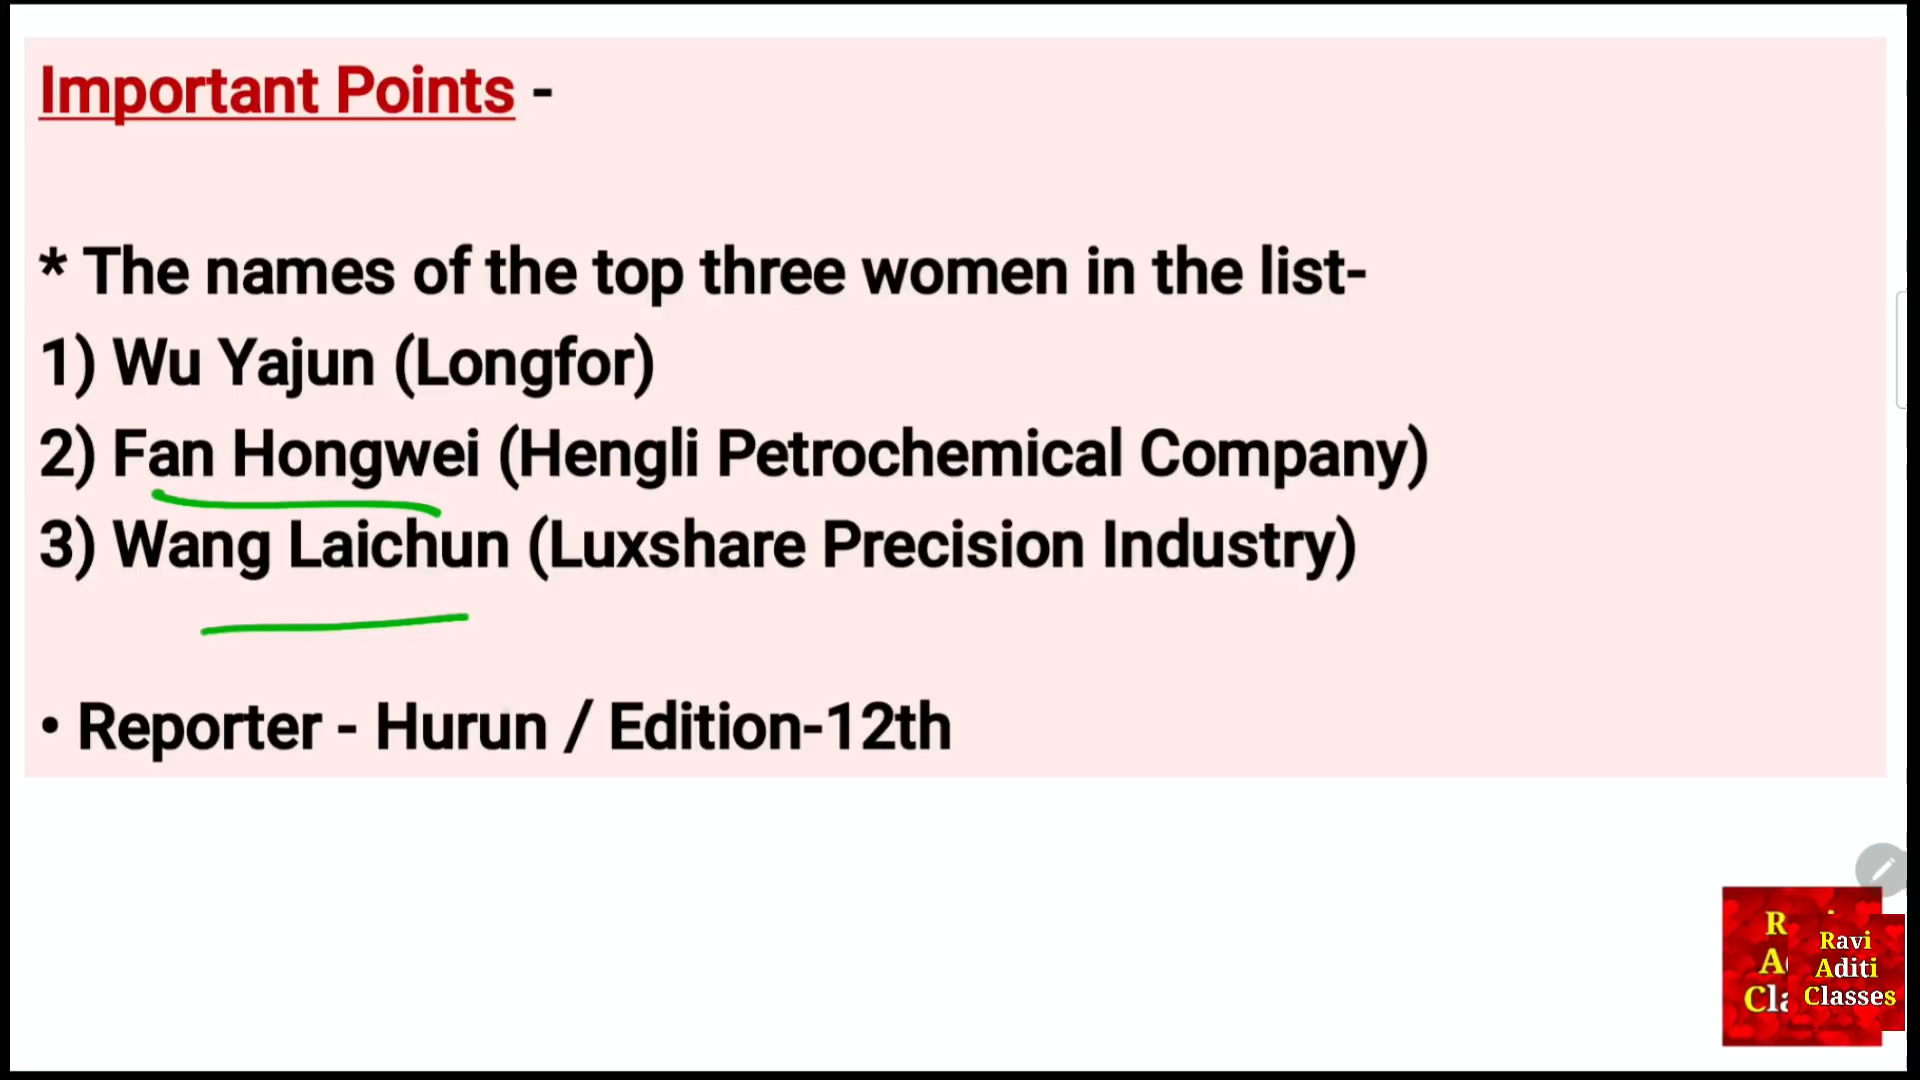 Important Points -
* The names of the top three women in the list-
1) Wu Yajun (Longfor)
2) Fan Hongwei (Hengli Petrochemical Company)
3) Wang Laichun (Luxshare Precision Industry)
• Reporter - Hurun / Edition-12th
Ravi
Aditi
Classes